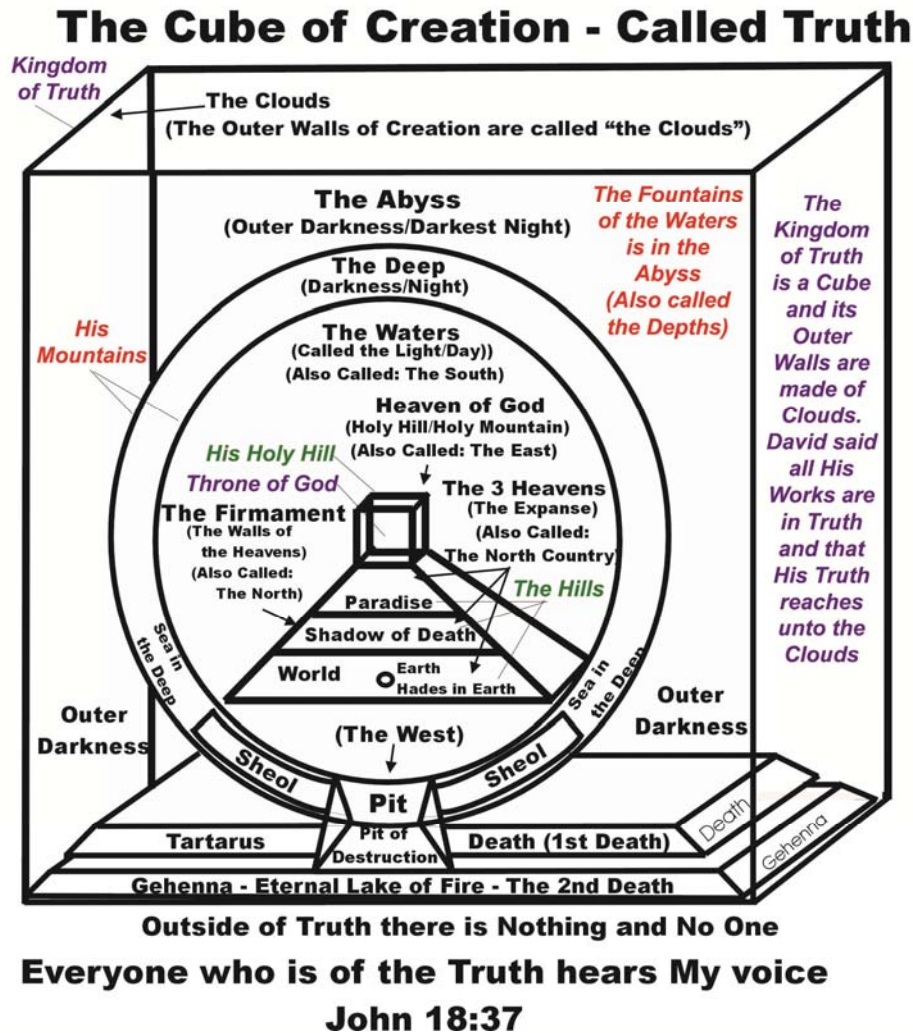 The Cube of Creation - Called Truth
Kingdom
of Truth
The Clouds
(The Outer Walls of Creation are called “the Clouds”)
The Abyss
(Outer Darkness/Darkest Night)
The Fountains
of the Waters
is in the
Abyss
(Also called
the Depths)
The
Kingdom
of Truth
is a Cube
and its
Outer
Walls are
made of
Clouds.
David said
all His
Works are
in Truth
and that
His Truth
reaches
unto the
Clouds
The Deep
(Darkness/Night)
His
Mountains
The Waters
(Called the Light/Day))
(Also Called: The South)
Heaven of God
(Holy Hill/Holy Mountain)
(Also Called: The East)
His Holy Hill
Throne of God
The Firmament
(The Walls of
the Heavens)
(Also Called:
The North)
The 3 Heavens
(The Expanse)
(Also Called:
The North Country)
The Hills
Paradise
Shadow of Death
World
Earth
Hades in Earth
Sea in
the Deep
Sea in
the Deep
Outer
Darkness
Outer
Darkness
(The West)
Sheol
Sheol
Pit
Pit of
Destruction
Tartarus
Death (1st Death)
Death
Gehenna
Gehenna - Eternal Lake of Fire - The 2nd Death
Outside of Truth there is Nothing and No One
Everyone who is of the Truth hears My voice
John 18:37